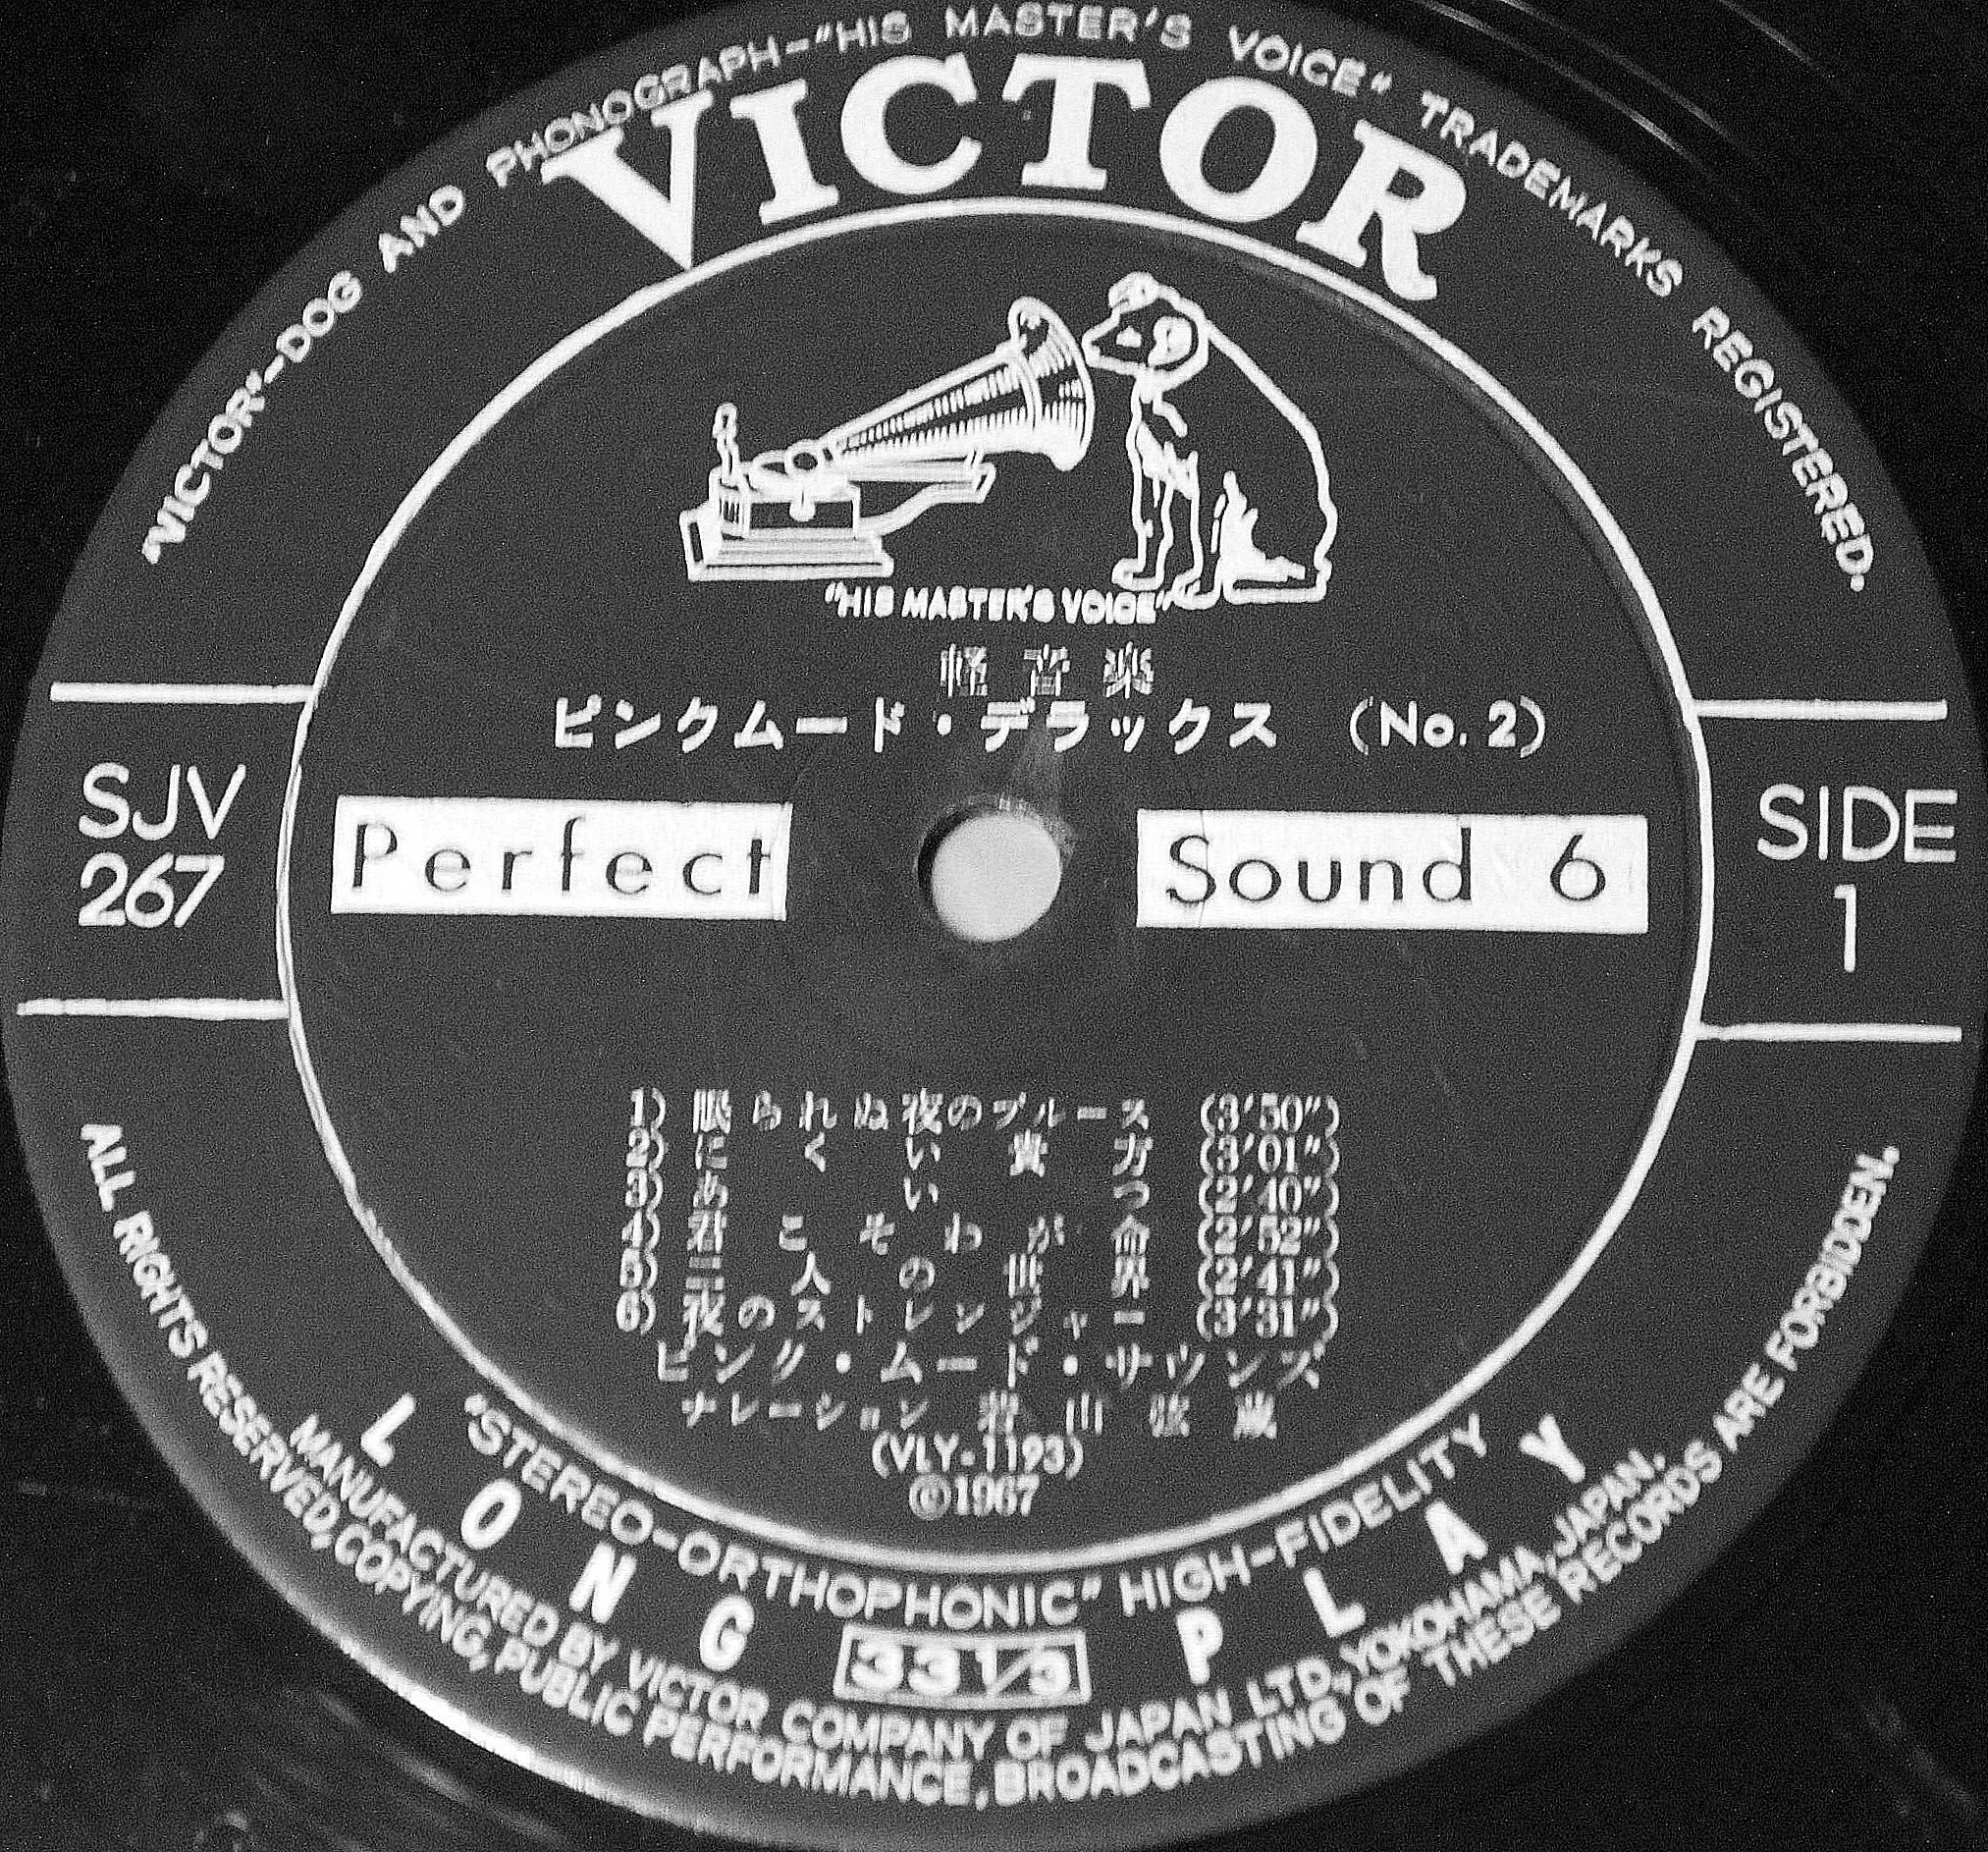 "VICTOR"-DOG AND PHONOGRAPH-"HIS MASTER'S VOICE" TRADEMARKS REGISTERED.
VICTOR
"HIS MASTER'S VOICE"
軽音楽
ピンクムード・デラックス (No.2)
SJV
267
Perfect Sound 6
SIDE
1
1) 眠られぬ夜のブルース (3'50")
2) にくい貴方 (3'01")
3) あいつ (2'40")
4) 君こそわが命 (2'52")
5) 二人の世界 (2'41")
6) 夜のストレンジャー (3'31")
ピンク・ムード・サウンズ
ナレーション 若山弦蔵
(VLY-1193)
©1967
"STEREO-ORTHOPHONIC" HIGH-FIDELITY
LONG PLAY
33 1/3
MANUFACTURED BY VICTOR COMPANY OF JAPAN LTD., YOKOHAMA, JAPAN.
ALL RIGHTS RESERVED, COPYING, PUBLIC PERFORMANCE, BROADCASTING OF THESE RECORDS ARE FORBIDDEN.